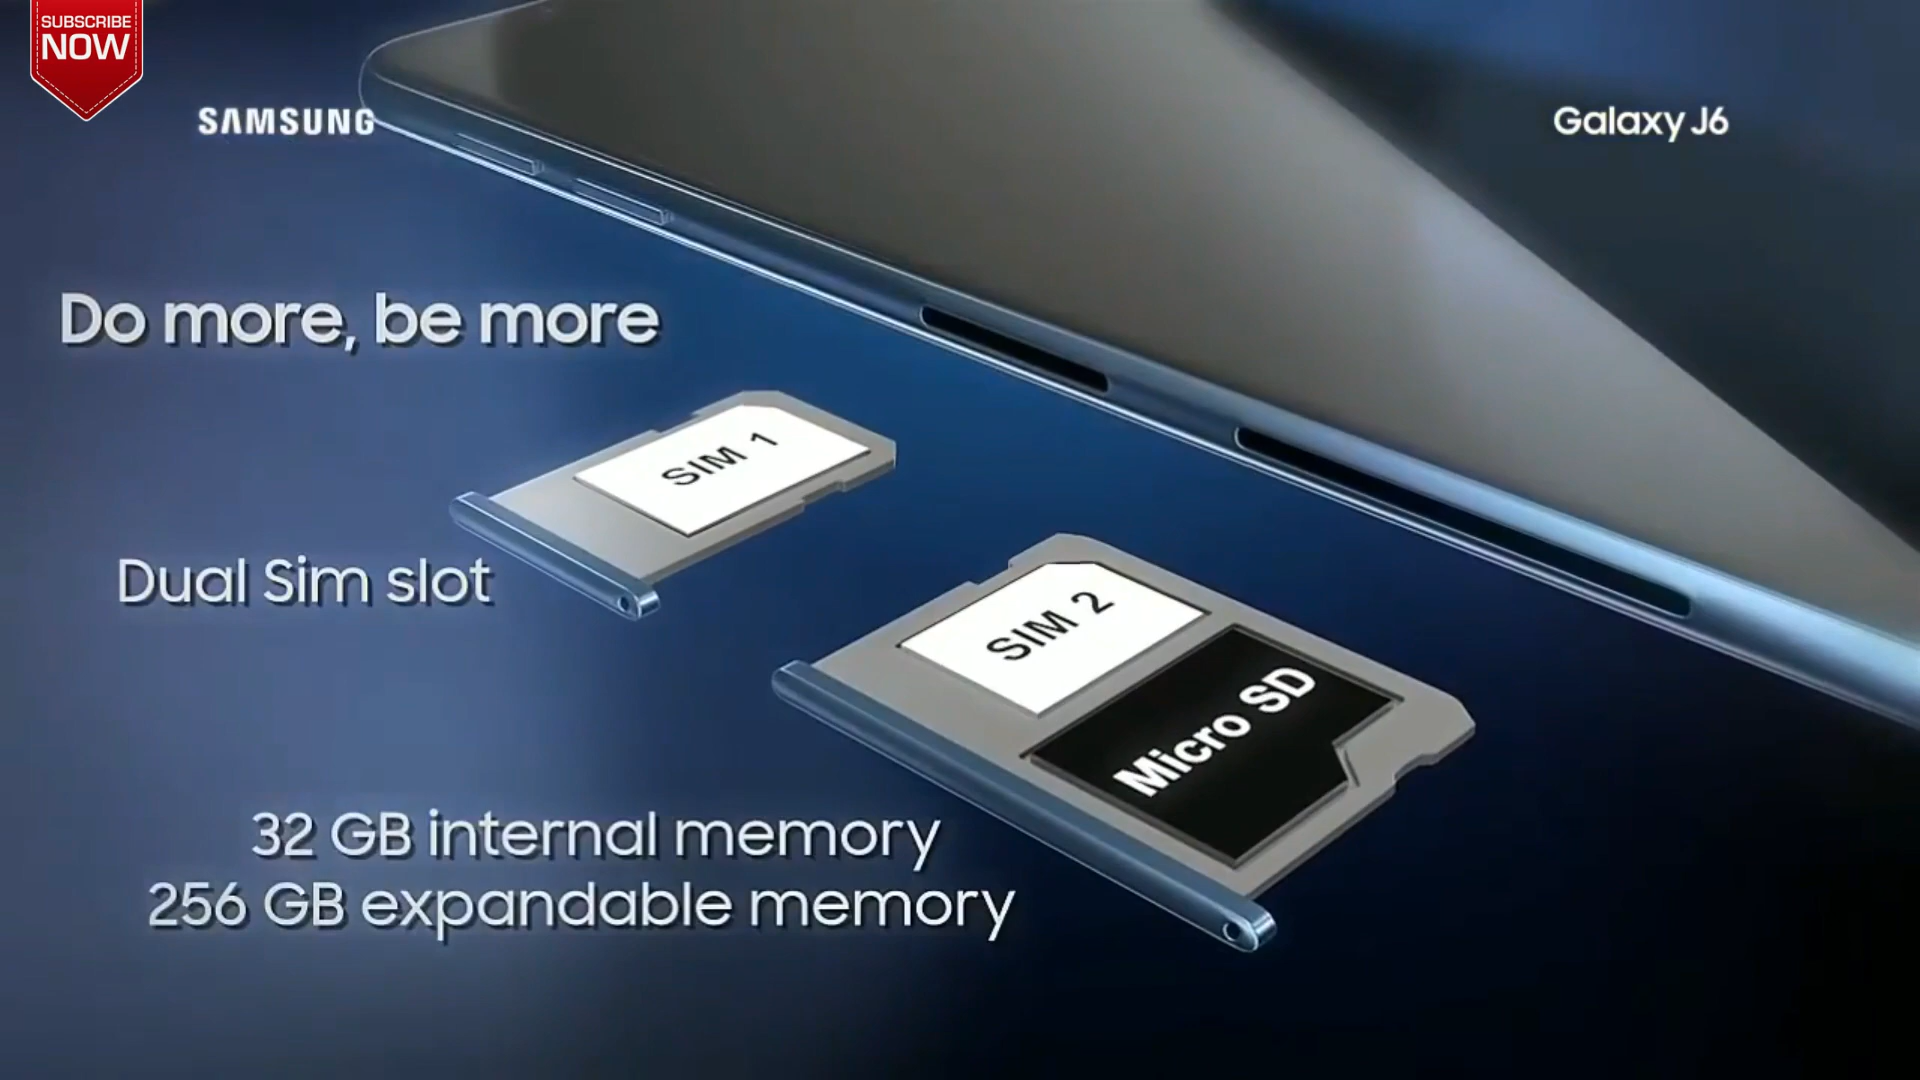 SUBSCRIBE
NOW
SAMSUNG
Galaxy J6
Do more, be more
SIM 1
Dual Sim slot
SIM 2
Micro SD
32 GB internal memory
256 GB expandable memory